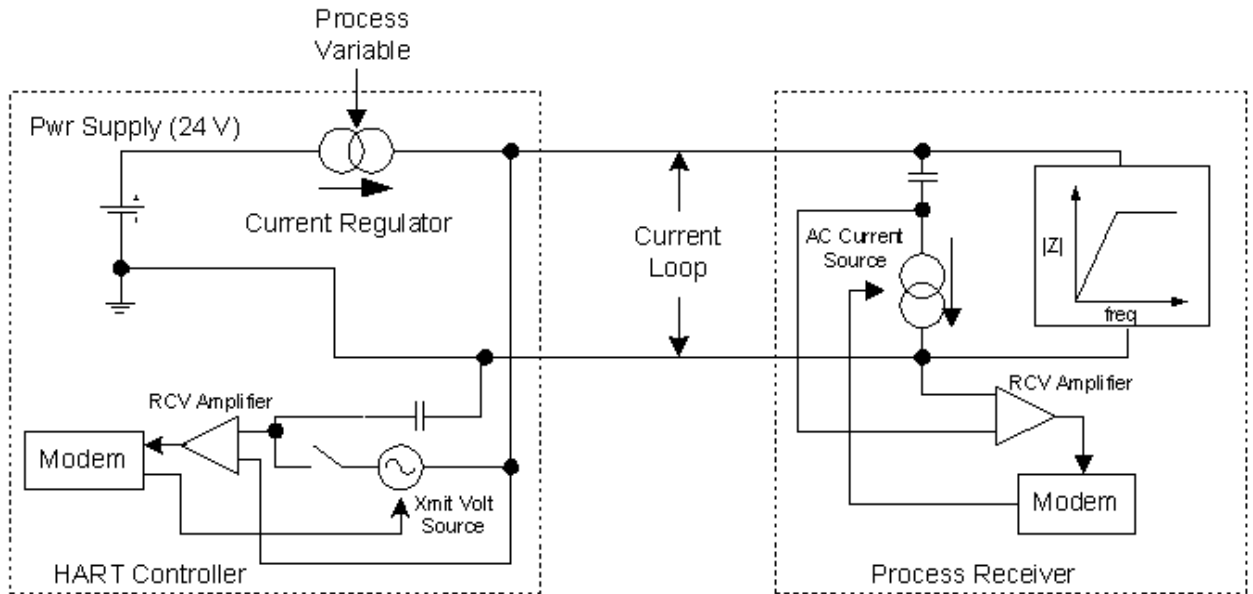 Process
Variable
Pwr Supply (24 V)
Current Regulator
Current
Loop
AC Current
Source
|Z|
freq
RCV Amplifier
Modem
Xmit Volt
Source
HART Controller
RCV Amplifier
Modem
Process Receiver